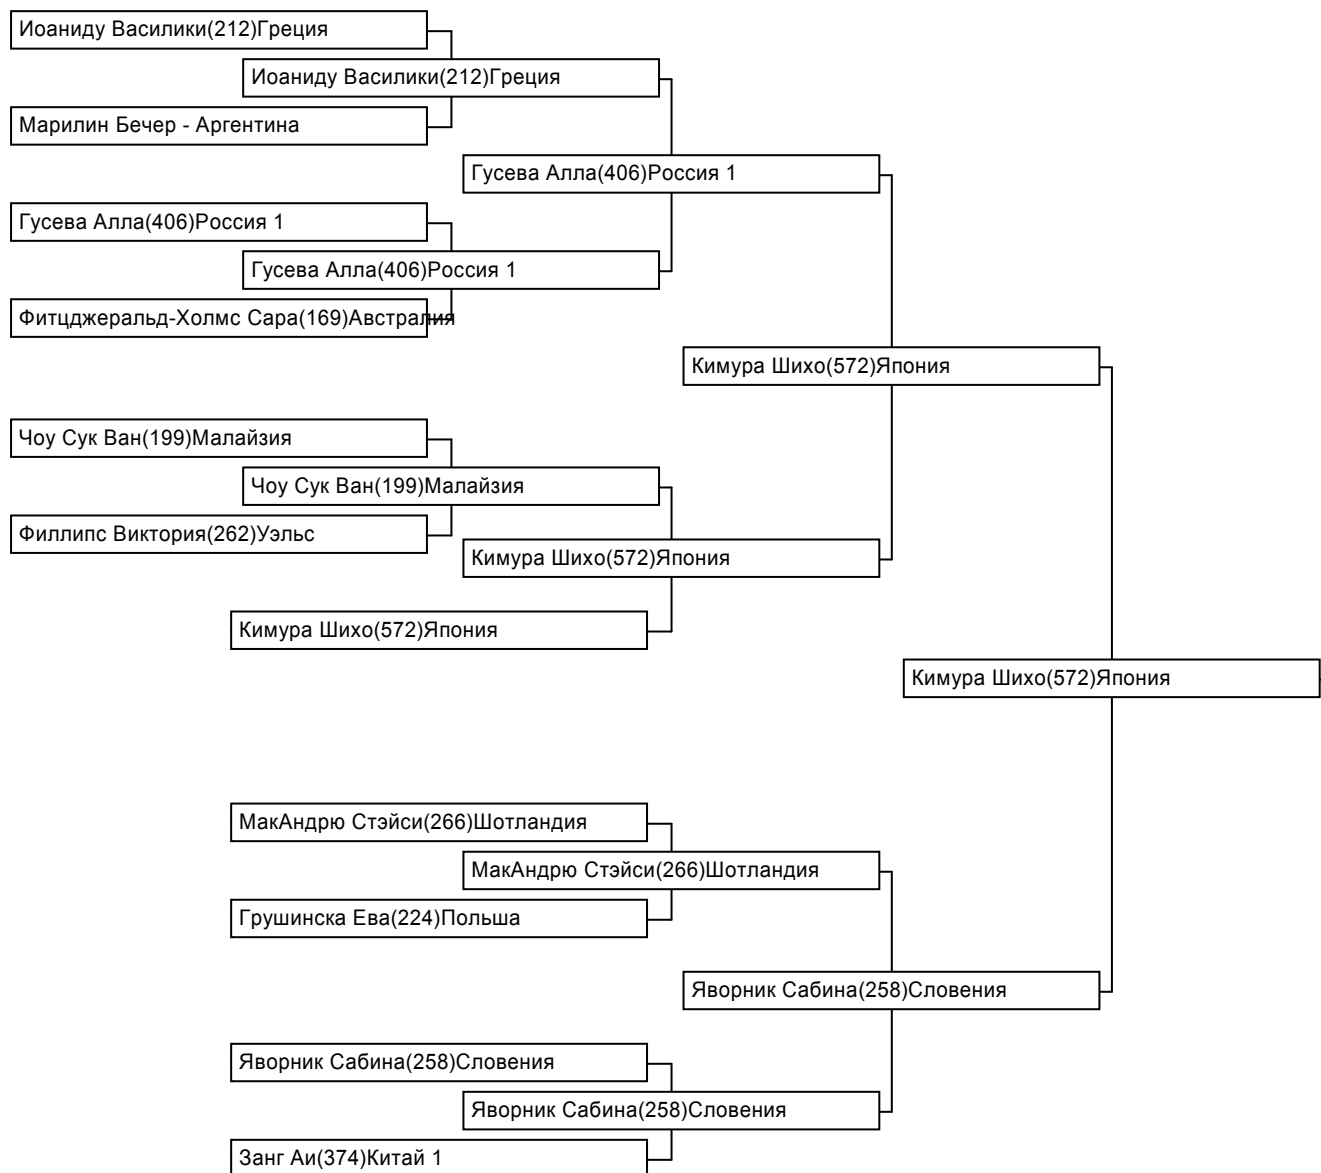 Иоаниду Василики(212)Греция
Иоаниду Василики(212)Греция
Марилин Бечер - Аргентина
Гусева Алла(406)Россия 1
Гусева Алла(406)Россия 1
Гусева Алла(406)Россия 1
Фитцджеральд-Холмс Сара(169)Австралия
Кимура Шихо(572)Япония
Чоу Сук Ван(199)Малайзия
Чоу Сук Ван(199)Малайзия
Филлипс Виктория(262)Уэльс
Кимура Шихо(572)Япония
Кимура Шихо(572)Япония
Кимура Шихо(572)Япония
МакАндрю Стэйси(266)Шотландия
МакАндрю Стэйси(266)Шотландия
Грушинска Ева(224)Польша
Яворник Сабина(258)Словения
Яворник Сабина(258)Словения
Яворник Сабина(258)Словения
Занг Аи(374)Китай 1